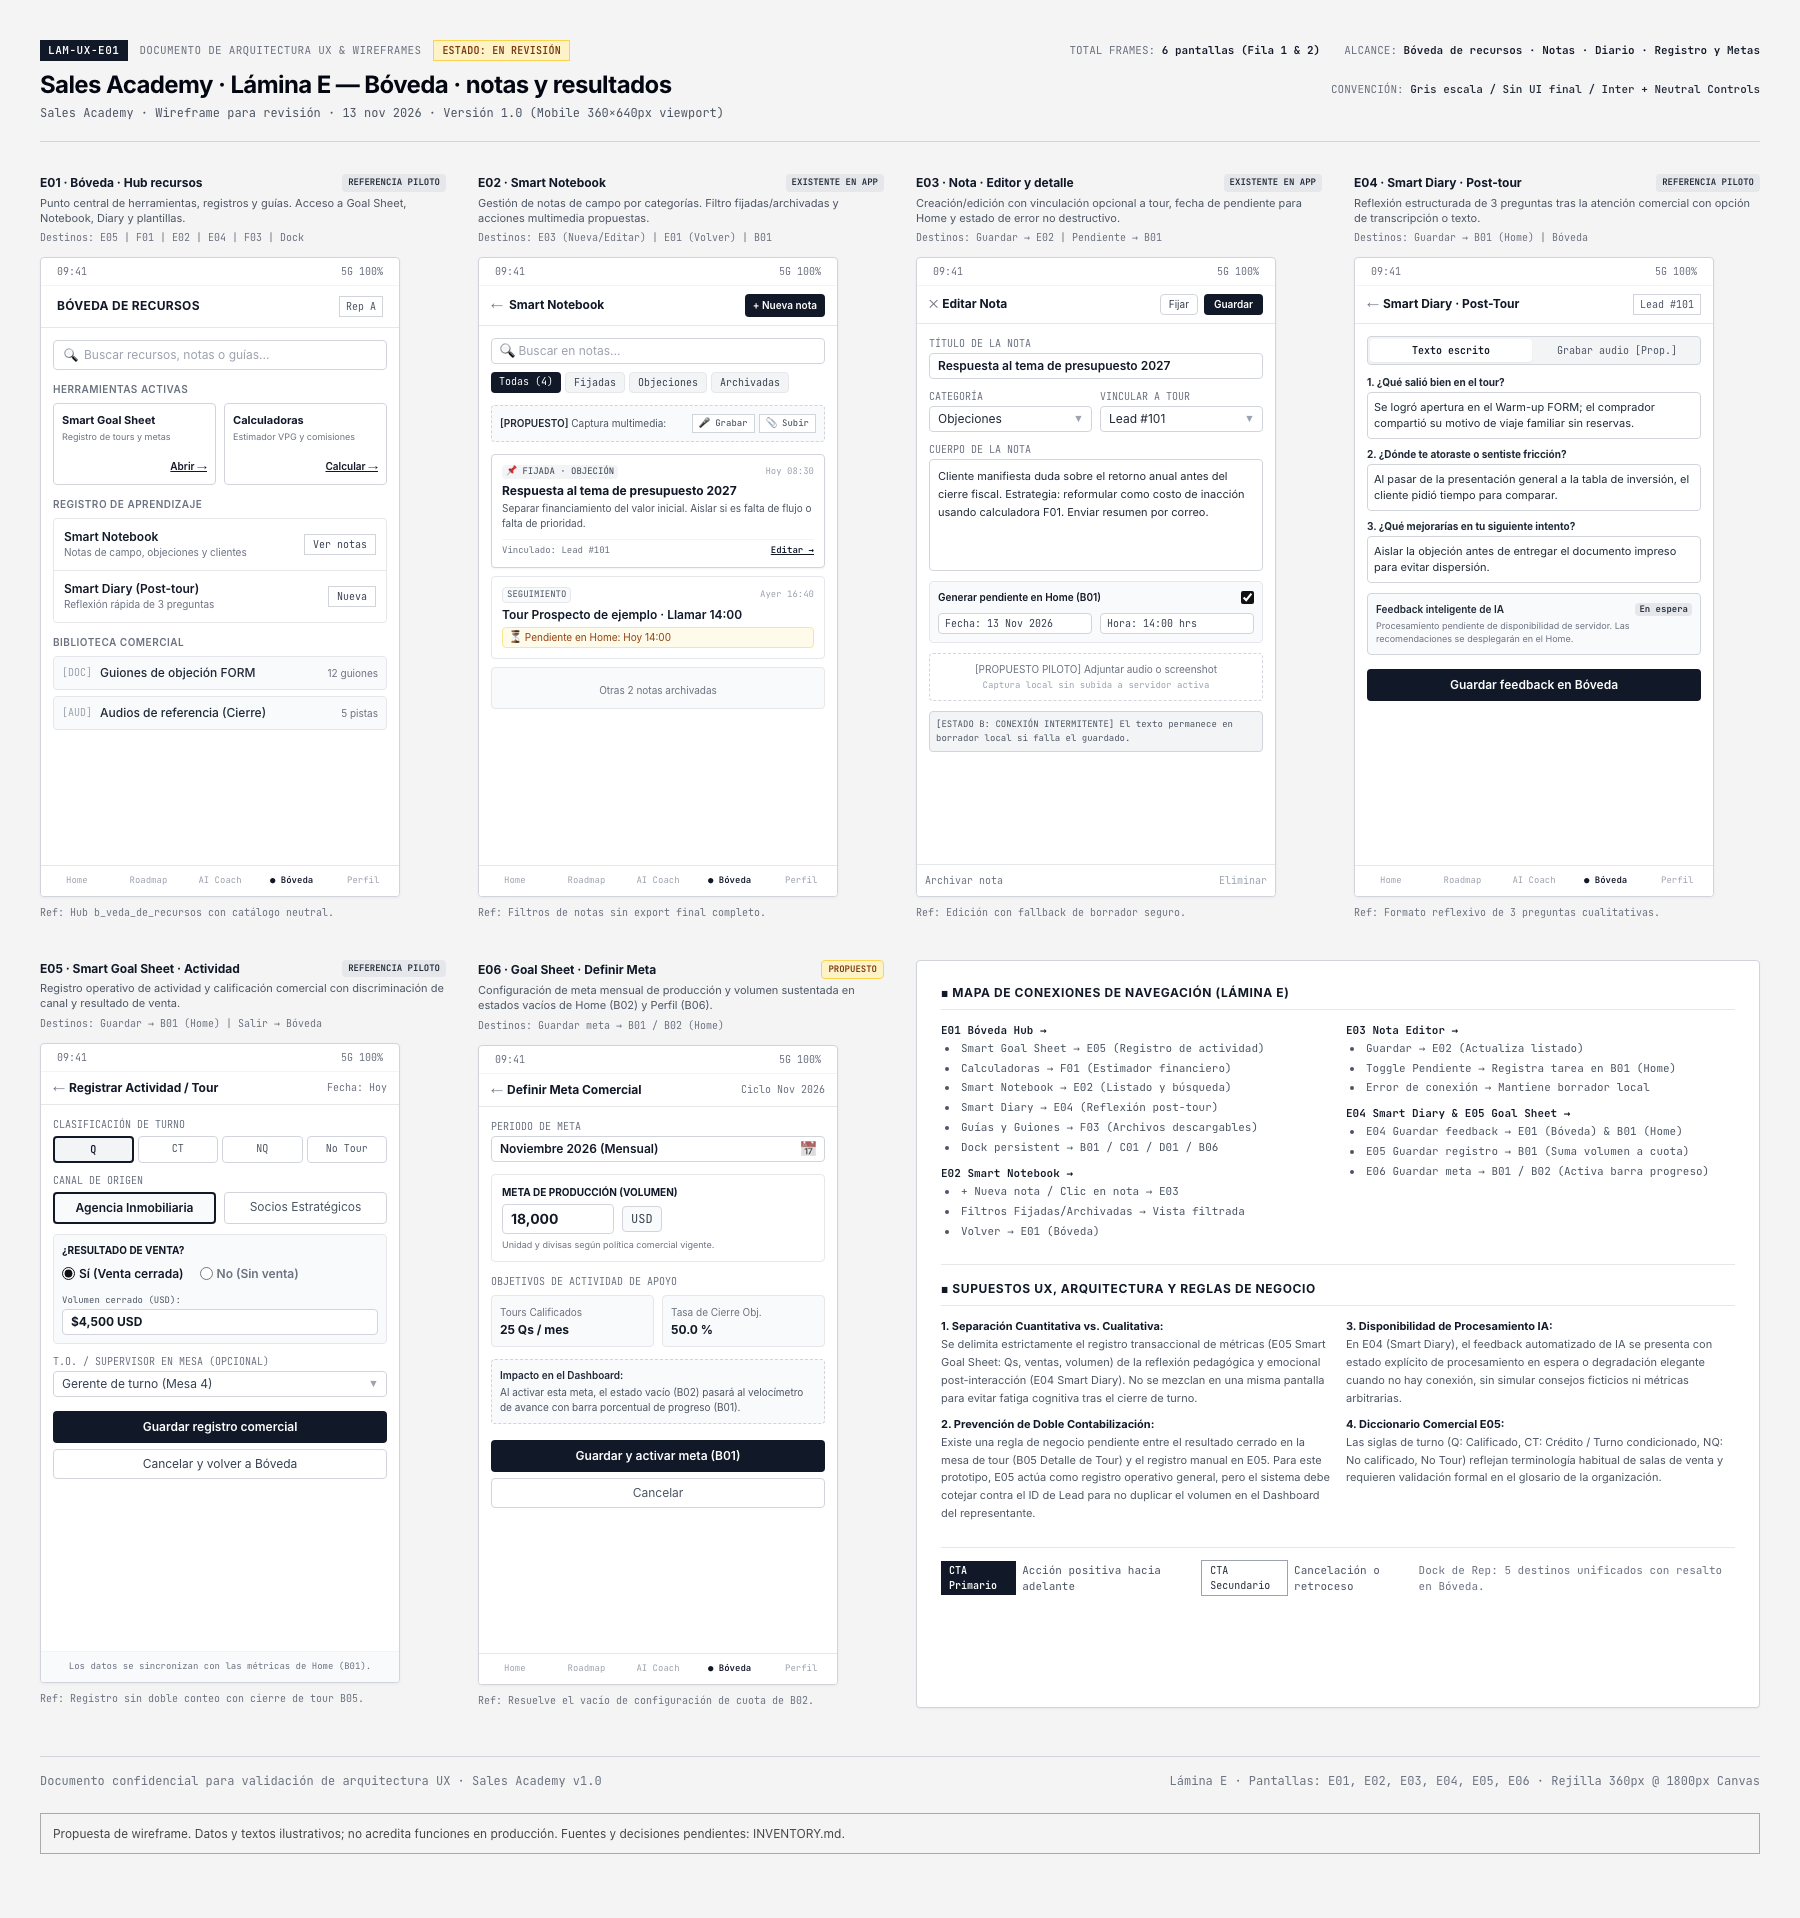 LAM-UX-E01 DOCUMENTO DE ARQUITECTURA UX & WIREFRAMES ESTADO: EN REVISIÓN
TOTAL FRAMES: 6 pantallas (Fila 1 & 2) ALCANCE: Bóveda de recursos · Notas · Diario · Registro y Metas
Sales Academy · Lámina E — Bóveda · notas y resultados
CONVENCIÓN: Gris escala / Sin UI final / Inter + Neutral Controls
Sales Academy · Wireframe para revisión · 13 nov 2026 · Versión 1.0 (Mobile 360×640px viewport)
E01 · Bóveda · Hub recursos REFERENCIA PILOTO
Punto central de herramientas, registros y guías. Acceso a Goal Sheet,
Notebook, Diary y plantillas.
Destinos: E05 | F01 | E02 | E04 | F03 | Dock
09:41 5G 100%
BÓVEDA DE RECURSOS Rep A
🔍 Buscar recursos, notas o guías...
HERRAMIENTAS ACTIVAS
Smart Goal Sheet
Registro de tours y metas
Abrir →
Calculadoras
Estimador VPG y comisiones
Calcular →
REGISTRO DE APRENDIZAJE
Smart Notebook
Notas de campo, objeciones y clientes
Ver notas
Smart Diary (Post-tour)
Reflexión rápida de 3 preguntas
Nueva
BIBLIOTECA COMERCIAL
[DOC] Guiones de objeción FORM 12 guiones
[AUD] Audios de referencia (Cierre) 5 pistas
Home Roadmap AI Coach ● Bóveda Perfil
Ref: Hub b_veda_de_recursos con catálogo neutral.
E02 · Smart Notebook EXISTENTE EN APP
Gestión de notas de campo por categorías. Filtro fijadas/archivadas y
acciones multimedia propuestas.
Destinos: E03 (Nueva/Editar) | E01 (Volver) | B01
09:41 5G 100%
← Smart Notebook + Nueva nota
🔍 Buscar en notas...
Todas (4) Fijadas Objeciones Archivadas
[PROPUESTO] Captura multimedia: 🎤 Grabar 📎 Subir
📌 FIJADA · OBJECIÓN Hoy 08:30
Respuesta al tema de presupuesto 2027
Separar financiamiento del valor inicial. Aislar si es falta de flujo o
falta de prioridad.
Vinculado: Lead #101 Editar →
SEGUIMIENTO Ayer 16:40
Tour Prospecto de ejemplo · Llamar 14:00
⏳ Pendiente en Home: Hoy 14:00
Otras 2 notas archivadas
Home Roadmap AI Coach ● Bóveda Perfil
Ref: Filtros de notas sin export final completo.
E03 · Nota · Editor y detalle EXISTENTE EN APP
Creación/edición con vinculación opcional a tour, fecha de pendiente para
Home y estado de error no destructivo.
Destinos: Guardar → E02 | Pendiente → B01
09:41 5G 100%
✕ Editar Nota Fijar Guardar
TÍTULO DE LA NOTA
Respuesta al tema de presupuesto 2027
CATEGORÍA VINCULAR A TOUR
Objeciones ▼ Lead #101 ▼
CUERPO DE LA NOTA
Cliente manifiesta duda sobre el retorno anual antes del
cierre fiscal. Estrategia: reformular como costo de inacción
usando calculadora F01. Enviar resumen por correo.
Generar pendiente en Home (B01)
Fecha: 13 Nov 2026 Hora: 14:00 hrs
[PROPUESTO PILOTO] Adjuntar audio o screenshot
Captura local sin subida a servidor activa
[ESTADO B: CONEXIÓN INTERMITENTE] El texto permanece en
borrador local si falla el guardado.
Archivar nota Eliminar
Ref: Edición con fallback de borrador seguro.
E04 · Smart Diary · Post-tour REFERENCIA PILOTO
Reflexión estructurada de 3 preguntas tras la atención comercial con opción
de transcripción o texto.
Destinos: Guardar → B01 (Home) | Bóveda
09:41 5G 100%
← Smart Diary · Post-Tour Lead #101
Texto escrito Grabar audio [Prop.]
1. ¿Qué salió bien en el tour?
Se logró apertura en el Warm-up FORM; el comprador
compartió su motivo de viaje familiar sin reservas.
2. ¿Dónde te atoraste o sentiste fricción?
Al pasar de la presentación general a la tabla de inversión, el
cliente pidió tiempo para comparar.
3. ¿Qué mejorarías en tu siguiente intento?
Aislar la objeción antes de entregar el documento impreso
para evitar dispersión.
Feedback inteligente de IA En espera
Procesamiento pendiente de disponibilidad de servidor. Las
recomendaciones se desplegarán en el Home.
Guardar feedback en Bóveda
Home Roadmap AI Coach ● Bóveda Perfil
Ref: Formato reflexivo de 3 preguntas cualitativas.
E05 · Smart Goal Sheet · Actividad REFERENCIA PILOTO
Registro operativo de actividad y calificación comercial con discriminación de
canal y resultado de venta.
Destinos: Guardar → B01 (Home) | Salir → Bóveda
09:41 5G 100%
← Registrar Actividad / Tour Fecha: Hoy
CLASIFICACIÓN DE TURNO
Q CT NQ No Tour
CANAL DE ORIGEN
Agencia Inmobiliaria Socios Estratégicos
¿RESULTADO DE VENTA?
Sí (Venta cerrada) No (Sin venta)
Volumen cerrado (USD):
$4,500 USD
T.O. / SUPERVISOR EN MESA (OPCIONAL)
Gerente de turno (Mesa 4) ▼
Guardar registro comercial
Cancelar y volver a Bóveda
Los datos se sincronizan con las métricas de Home (B01).
Ref: Registro sin doble conteo con cierre de tour B05.
E06 · Goal Sheet · Definir Meta PROPUESTO
Configuración de meta mensual de producción y volumen sustentada en
estados vacíos de Home (B02) y Perfil (B06).
Destinos: Guardar meta → B01 / B02 (Home)
09:41 5G 100%
← Definir Meta Comercial Ciclo Nov 2026
PERIODO DE META
Noviembre 2026 (Mensual) 📅
META DE PRODUCCIÓN (VOLUMEN)
18,000 USD
Unidad y divisas según política comercial vigente.
OBJETIVOS DE ACTIVIDAD DE APOYO
Tours Calificados
25 Qs / mes
Tasa de Cierre Obj.
50.0 %
Impacto en el Dashboard:
Al activar esta meta, el estado vacío (B02) pasará al velocímetro
de avance con barra porcentual de progreso (B01).
Guardar y activar meta (B01)
Cancelar
Home Roadmap AI Coach ● Bóveda Perfil
Ref: Resuelve el vacío de configuración de cuota de B02.
■ MAPA DE CONEXIONES DE NAVEGACIÓN (LÁMINA E)
E01 Bóveda Hub →
• Smart Goal Sheet → E05 (Registro de actividad)
• Calculadoras → F01 (Estimador financiero)
• Smart Notebook → E02 (Listado y búsqueda)
• Smart Diary → E04 (Reflexión post-tour)
• Guías y Guiones → F03 (Archivos descargables)
• Dock persistent → B01 / C01 / D01 / B06
E02 Smart Notebook →
• + Nueva nota / Clic en nota → E03
• Filtros Fijadas/Archivadas → Vista filtrada
• Volver → E01 (Bóveda)
E03 Nota Editor →
• Guardar → E02 (Actualiza listado)
• Toggle Pendiente → Registra tarea en B01 (Home)
• Error de conexión → Mantiene borrador local
E04 Smart Diary & E05 Goal Sheet →
• E04 Guardar feedback → E01 (Bóveda) & B01 (Home)
• E05 Guardar registro → B01 (Suma volumen a cuota)
• E06 Guardar meta → B01 / B02 (Activa barra progreso)
■ SUPUESTOS UX, ARQUITECTURA Y REGLAS DE NEGOCIO
1. Separación Cuantitativa vs. Cualitativa:
Se delimita estrictamente el registro transaccional de métricas (E05 Smart
Goal Sheet: Qs, ventas, volumen) de la reflexión pedagógica y emocional
post-interacción (E04 Smart Diary). No se mezclan en una misma pantalla
para evitar fatiga cognitiva tras el cierre de turno.
2. Prevención de Doble Contabilización:
Existe una regla de negocio pendiente entre el resultado cerrado en la
mesa de tour (B05 Detalle de Tour) y el registro manual en E05. Para este
prototipo, E05 actúa como registro operativo general, pero el sistema debe
cotejar contra el ID de Lead para no duplicar el volumen en el Dashboard
del representante.
3. Disponibilidad de Procesamiento IA:
En E04 (Smart Diary), el feedback automatizado de IA se presenta con
estado explícito de procesamiento en espera o degradación elegante
cuando no hay conexión, sin simular consejos ficticios ni métricas
arbitrarias.
4. Diccionario Comercial E05:
Las siglas de turno (Q: Calificado, CT: Crédito / Turno condicionado, NQ:
No calificado, No Tour) reflejan terminología habitual de salas de venta y
requieren validación formal en el glosario de la organización.
CTA Primario
Acción positiva hacia adelante
CTA Secundario
Cancelación o retroceso
Dock de Rep: 5 destinos unificados con resalto
en Bóveda.
Documento confidencial para validación de arquitectura UX · Sales Academy v1.0
Lámina E · Pantallas: E01, E02, E03, E04, E05, E06 · Rejilla 360px @ 1800px Canvas
Propuesta de wireframe. Datos y textos ilustrativos; no acredita funciones en producción. Fuentes y decisiones pendientes: INVENTORY.md.